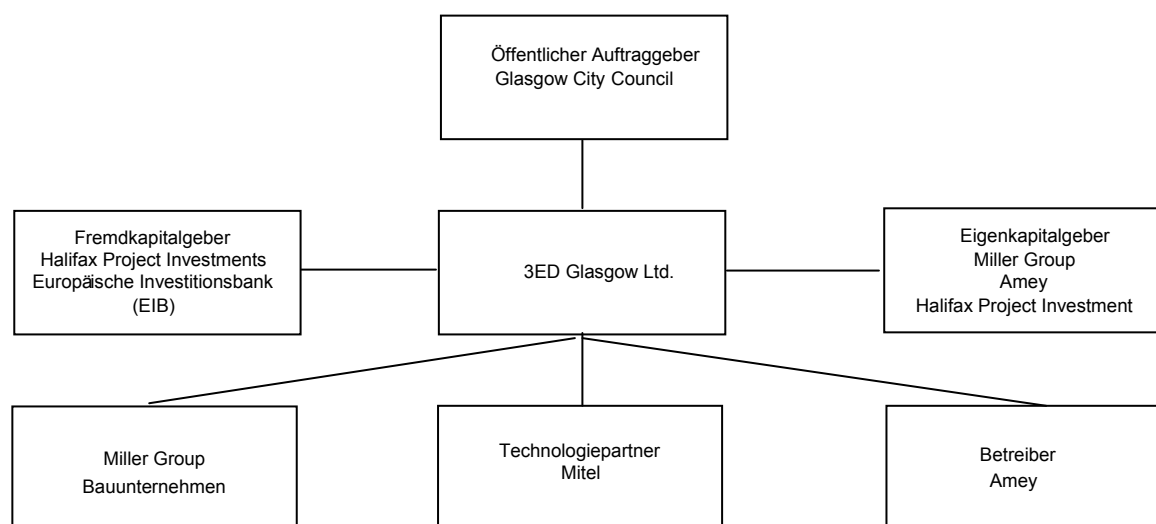 Öffentlicher Auftraggeber
Glasgow City Council
Fremdkapitalgeber
Halifax Project Investments
Europäische Investitionsbank
(EIB)
3ED Glasgow Ltd.
Eigenkapitalgeber
Miller Group
Amey
Halifax Project Investment
Miller Group
Bauunternehmen
Technologiepartner
Mitel
Betreiber
Amey